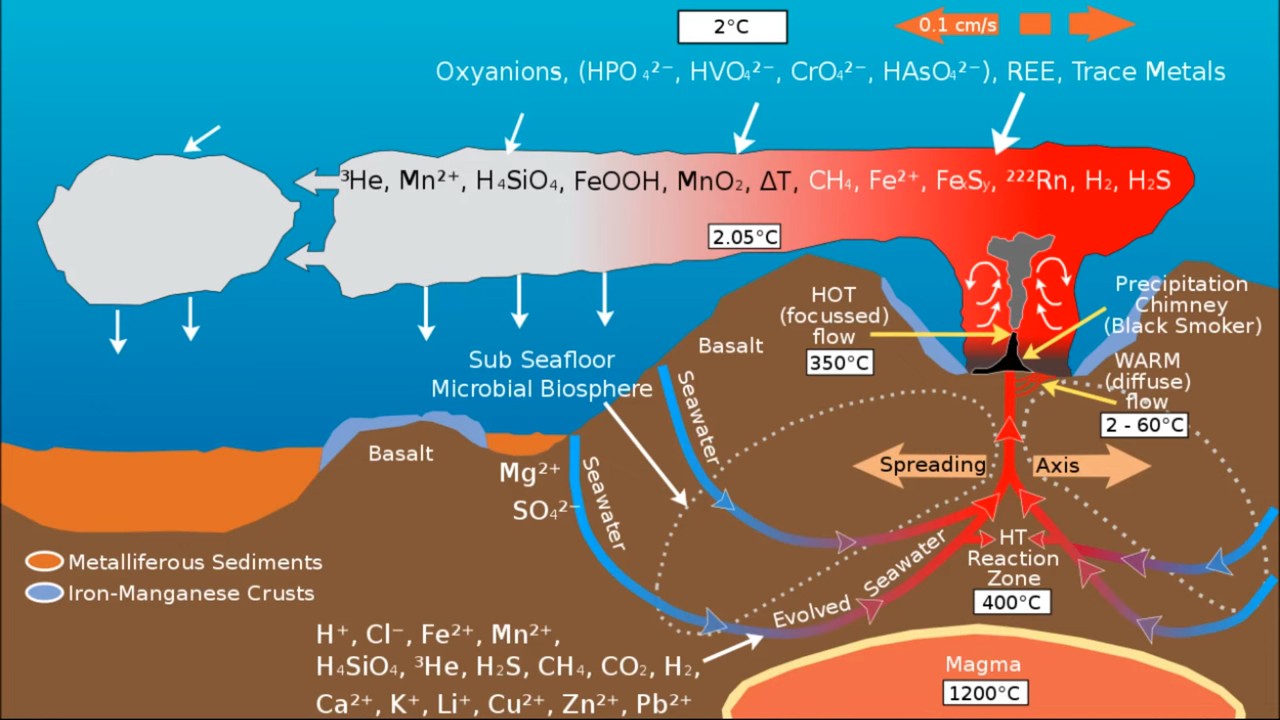 2°C
0.1 cm/s
Oxyanions, (HPO₄²⁻, HVO₄²⁻, CrO₄²⁻, HAsO₄²⁻), REE, Trace Metals
³He, Mn²⁺, H₄SiO₄, FeOOH, MnO₂, ΔT, CH₄, Fe²⁺, FeₓSᵧ, ²²²Rn, H₂, H₂S
2.05°C
HOT
(focussed)
flow
350°C
Precipitation
Chimney
(Black Smoker)
WARM
(diffuse)
flow
2 - 60°C
Basalt
Sub Seafloor
Microbial Biosphere
Seawater
Basalt
Mg²⁺
SO₄²⁻
Seawater
Spreading Axis
HT
Reaction
Zone
400°C
Evolved Seawater
Metalliferous Sediments
Iron-Manganese Crusts
H⁺, Cl⁻, Fe²⁺, Mn²⁺,
H₄SiO₄, ³He, H₂S, CH₄, CO₂, H₂,
Ca²⁺, K⁺, Li⁺, Cu²⁺, Zn²⁺, Pb²⁺
Magma
1200°C